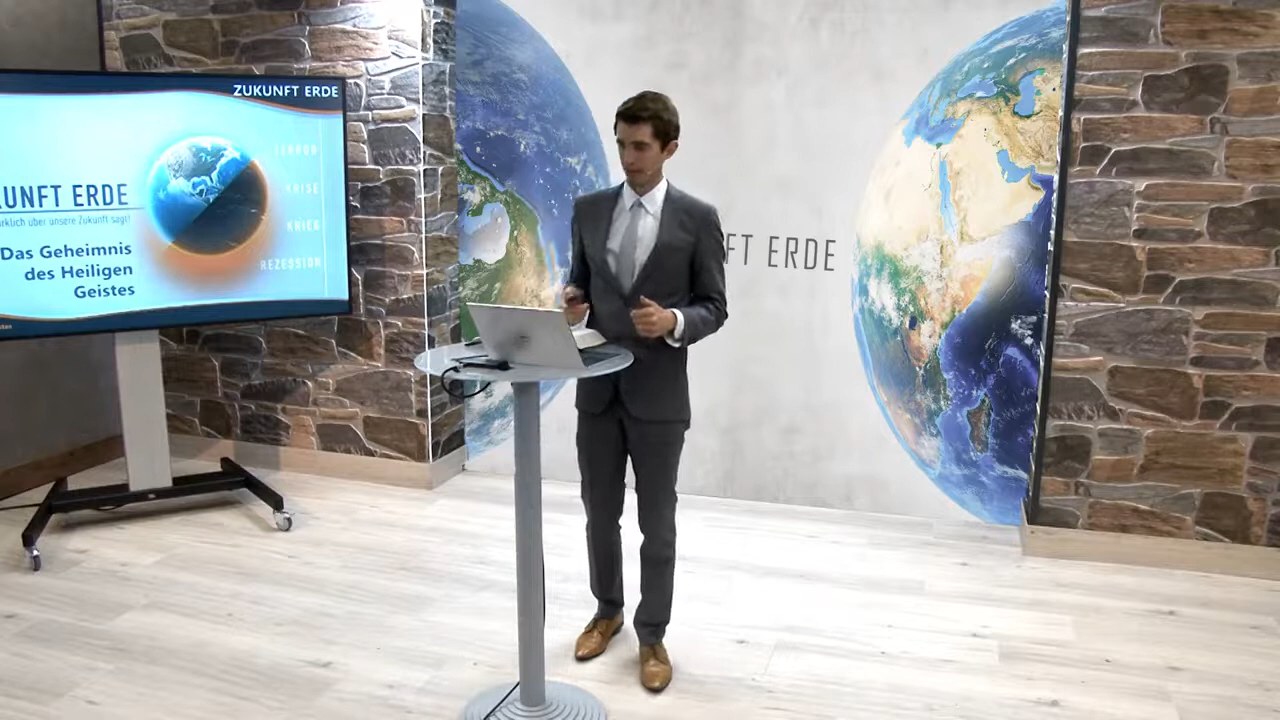 ZUKUNFT ERDE
KUNFT ERDE
rklich über unsere Zukunft sagt!
Das Geheimnis
des Heiligen
Geistes
TERROR
KRISE
KRIEG
REZESSION
FT ERDE